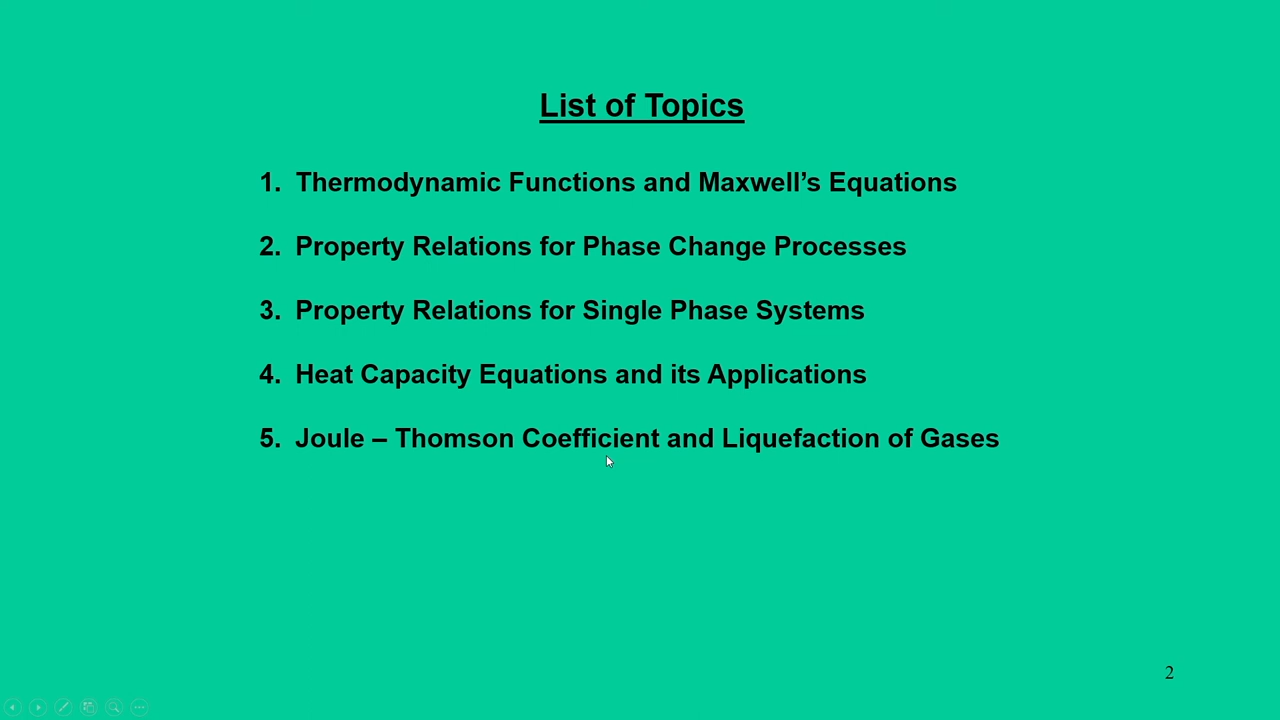 List of Topics
1. Thermodynamic Functions and Maxwell’s Equations
2. Property Relations for Phase Change Processes
3. Property Relations for Single Phase Systems
4. Heat Capacity Equations and its Applications
5. Joule – Thomson Coefficient and Liquefaction of Gases
2